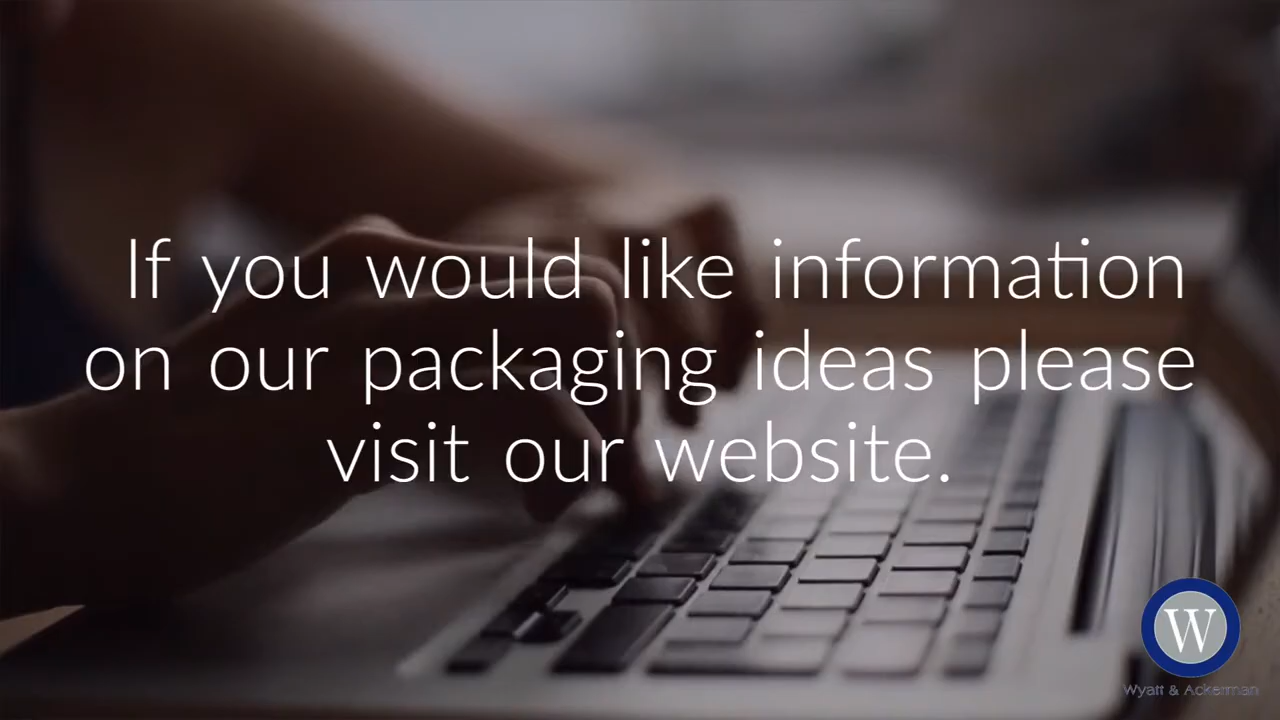 If you would like information
on our packaging ideas please
visit our website.
W
Wyatt & Ackerman